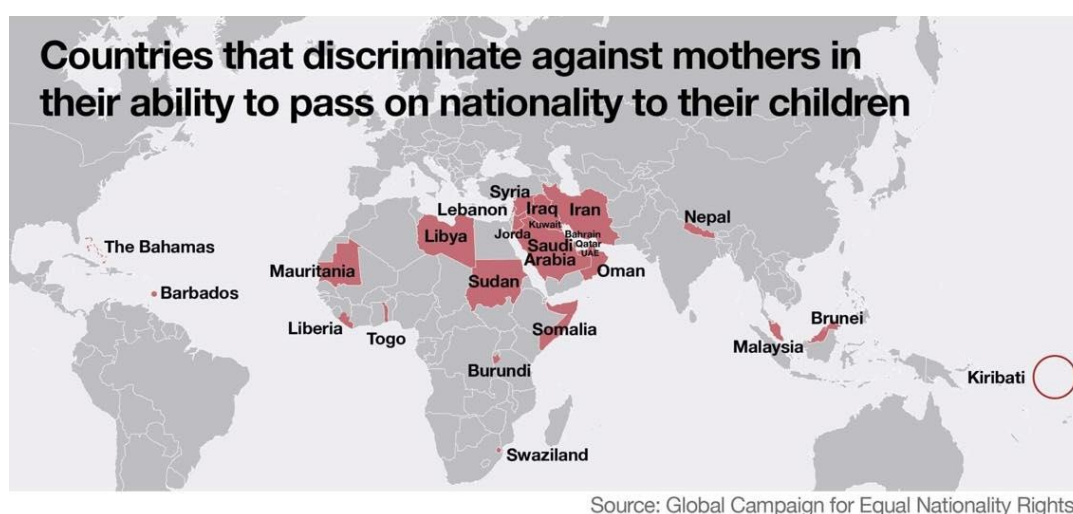 Countries that discriminate against mothers in
their ability to pass on nationality to their children
Syria
Lebanon
Iraq
Iran
Kuwait
Jorda
Bahrain
Qatar
UAE
Saudi
Arabia
Oman
Nepal
Libya
The Bahamas
Barbados
Mauritania
Sudan
Liberia
Togo
Somalia
Burundi
Brunei
Malaysia
Kiribati
Swaziland
Source: Global Campaign for Equal Nationality Rights